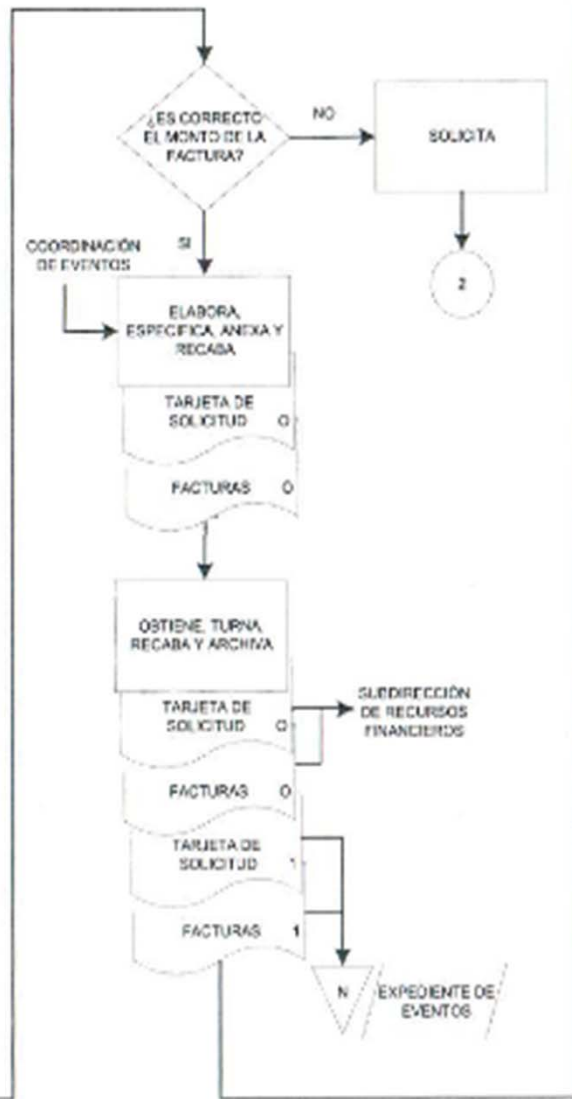 ¿ES CORRECTO
EL MONTO DE LA
FACTURA?
NO
SOLICITA
2
SI
COORDINACIÓN
DE EVENTOS
ELABORA,
ESPECIFICA, ANEXA Y
RECABA
TARJETA DE
SOLICITUD O
FACTURAS O
OBTIENE, TURNA,
RECABA Y ARCHIVA
TARJETA DE
SOLICITUD O
SUBDIRECCIÓN
DE RECURSOS
FINANCIEROS
FACTURAS O
TARJETA DE
SOLICITUD 1
FACTURAS 1
N
EXPEDIENTE DE
EVENTOS